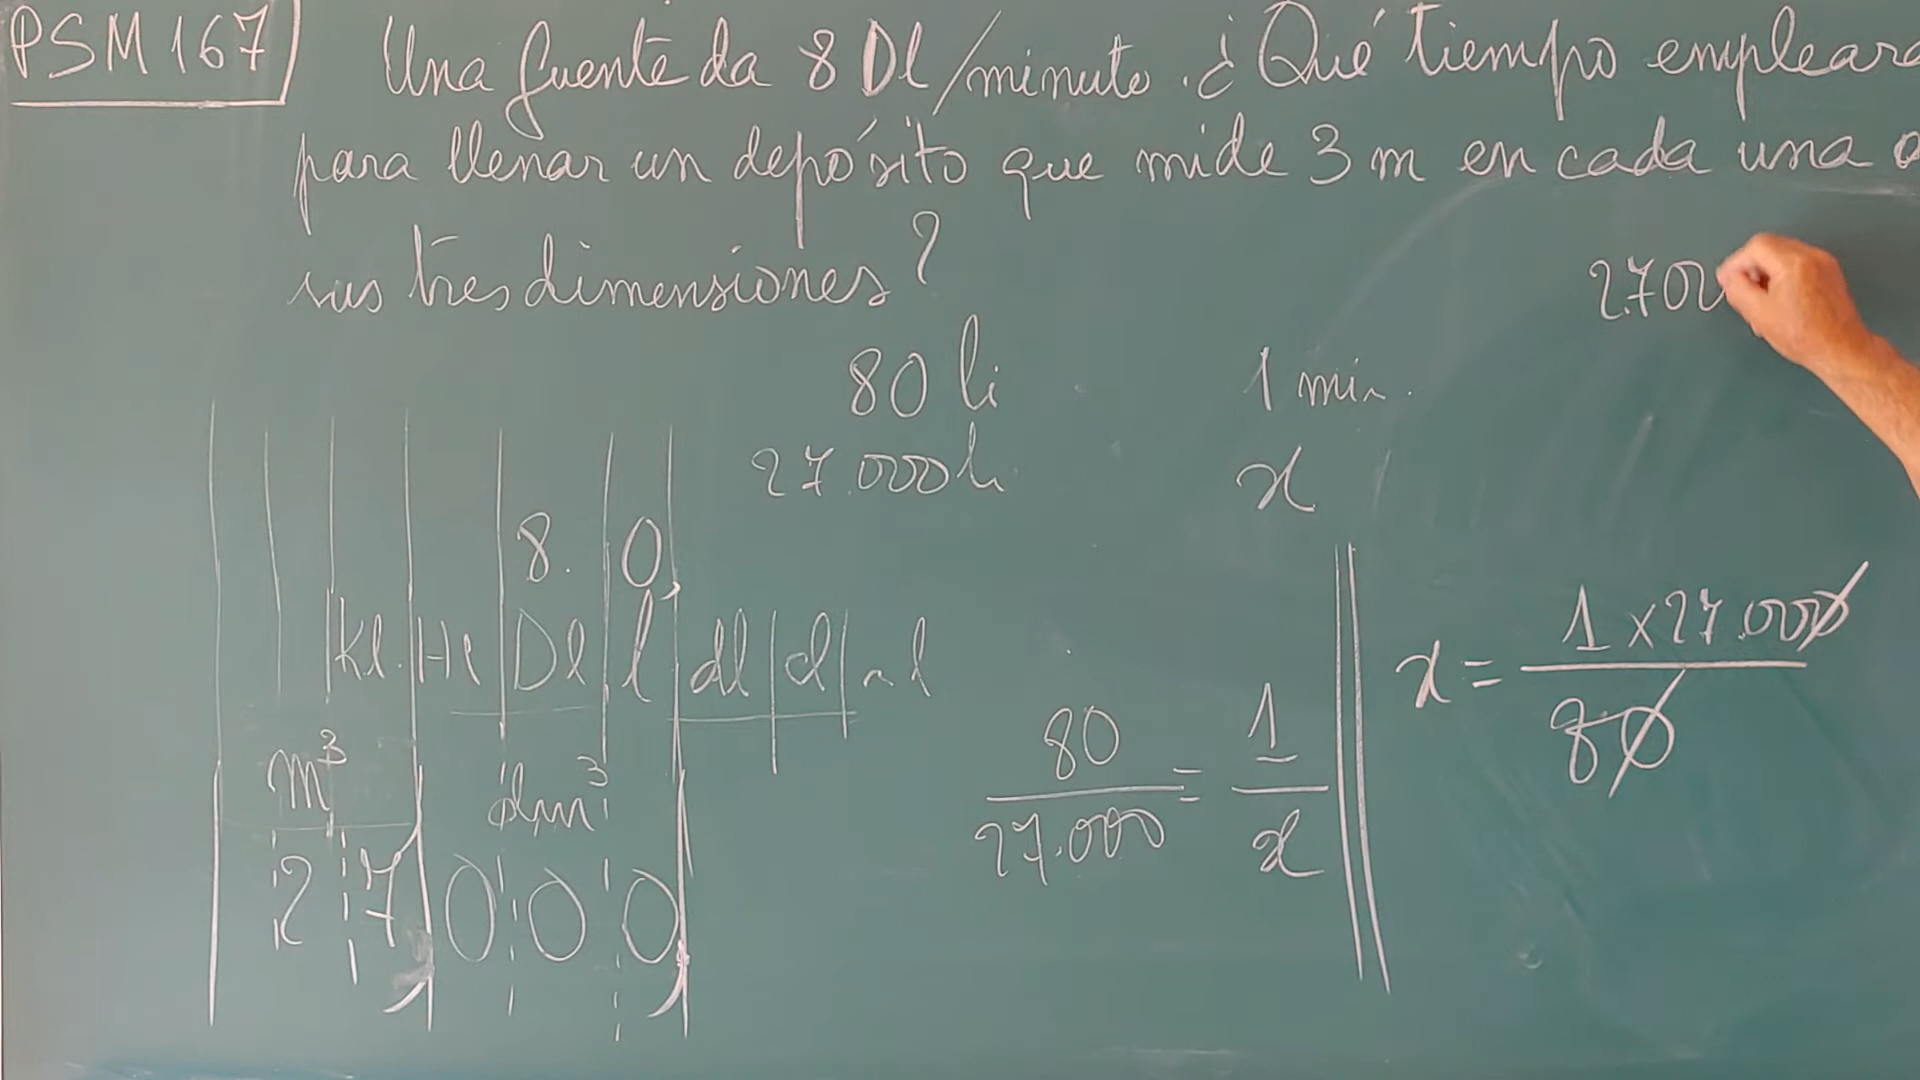 PSM 167
Una fuente da 8 Dl/minuto. ¿Qué tiempo empleará
para llenar un depósito que mide 3 m en cada una d
sus tres dimensiones?
2.700
80 li 1 min.
27.000 li x
8. 0,
Kl. Hl Dl l dl cl ml
m³ dm³
2 7, 0 0 0,
80/27.000 = 1/x
x = 1 x 27.000/80